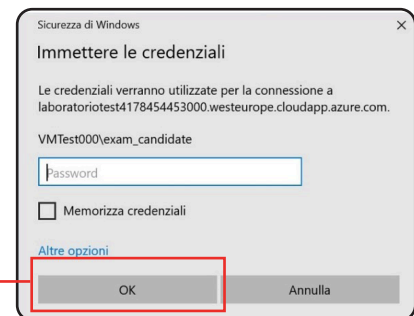 Sicurezza di Windows
Immettere le credenziali
Le credenziali verranno utilizzate per la connessione a
laboratoriotest4178454453000.westeurope.cloudapp.azure.com.
VMTest000\exam_candidate
Password
Memorizza credenziali
Altre opzioni
OK
Annulla